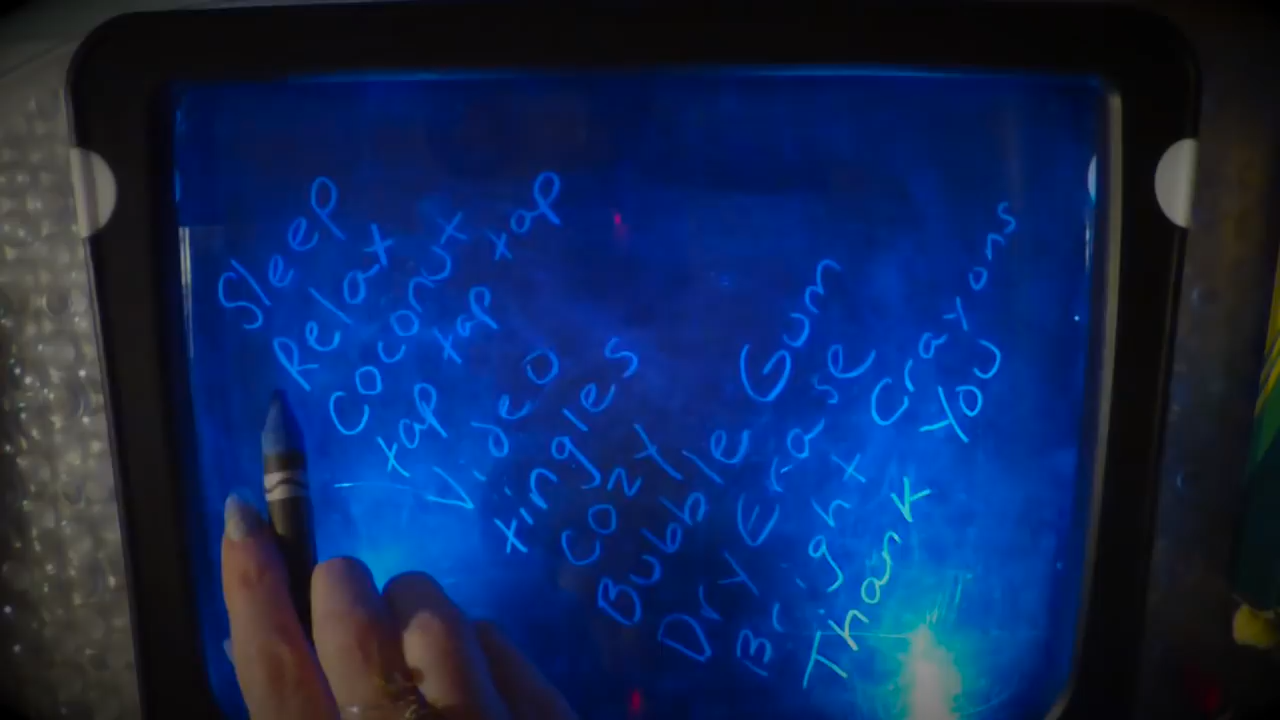 Sleep
Relax
Coconut
tap tap tap
Video
tingles
Cozy
Bubble Gum
Dry Erase
Bright Crayons
Thank You